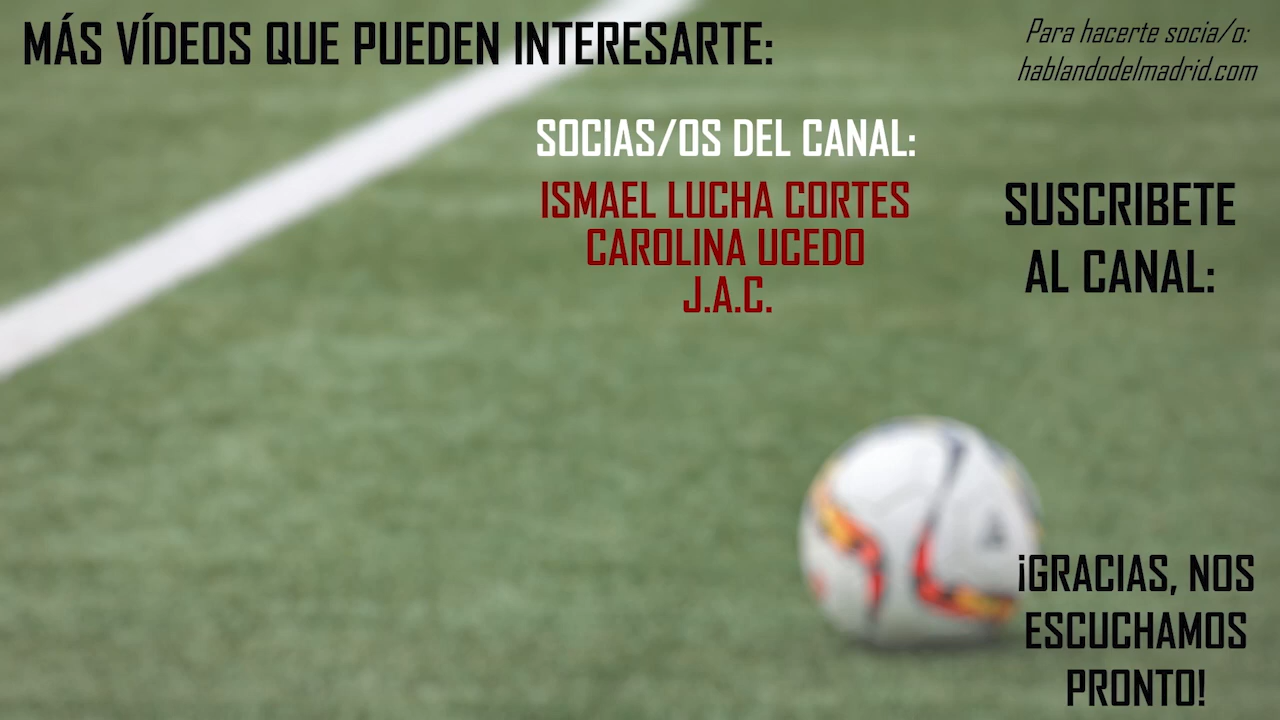 MÁS VÍDEOS QUE PUEDEN INTERESARTE:
Para hacerte socia/o:
hablandodelmadrid.com
SOCIAS/OS DEL CANAL:
ISMAEL LUCHA CORTES
CAROLINA UCEDO
J.A.C.
SUSCRIBETE
AL CANAL:
¡GRACIAS, NOS
ESCUCHAMOS
PRONTO!